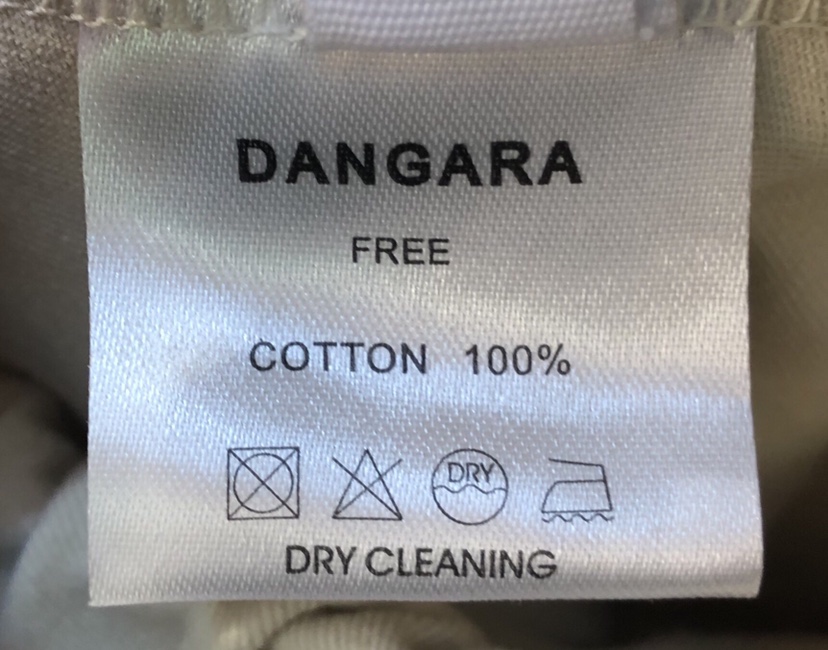 DANGARA
FREE
COTTON 100%
DRY
DRY CLEANING